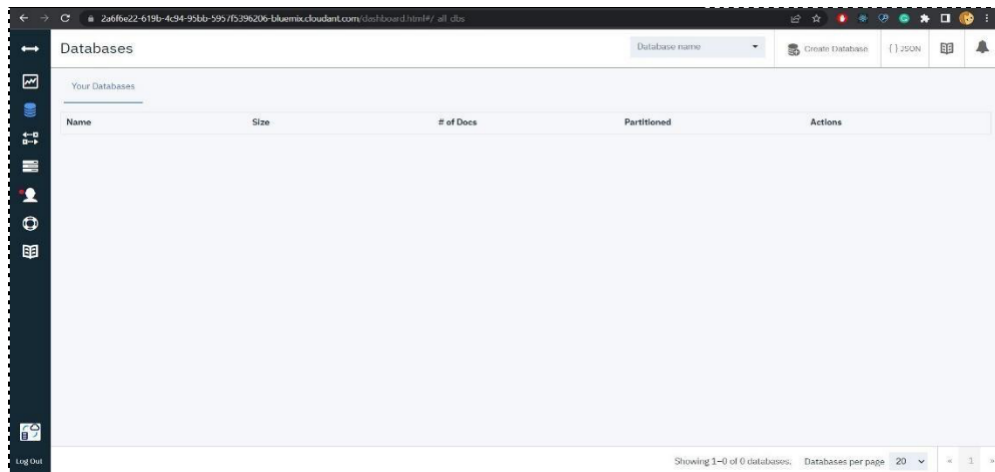 2a6f6e22-619b-4c94-95bb-5957f5396206-bluemix.cloudant.com/dashboard.html#/_all_dbs
Databases
Database name
Create Database
{ } JSON
Your Databases
Name Size # of Docs Partitioned Actions
Log Out
Showing 1–0 of 0 databases. Databases per page 20 « 1 »